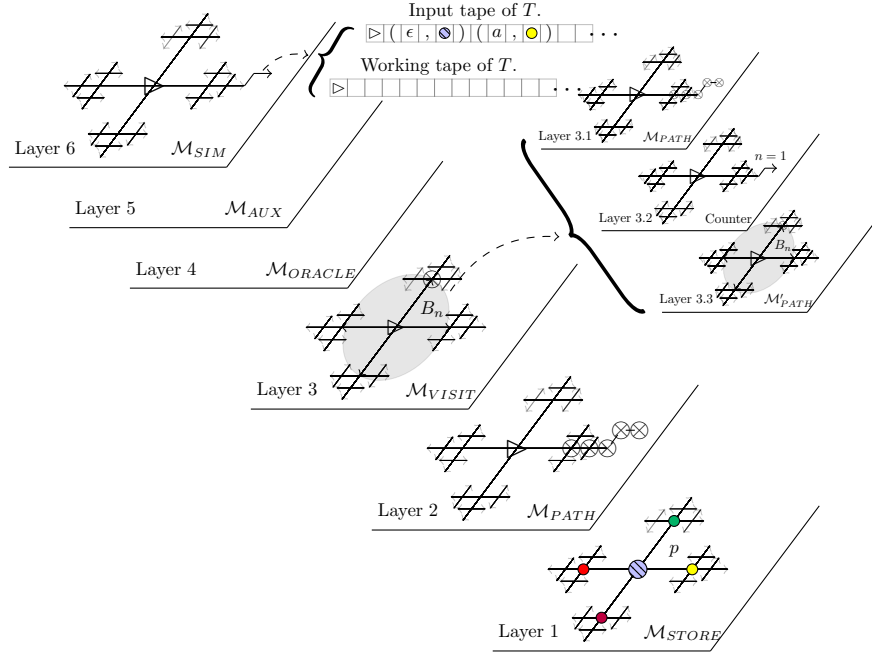 Input tape of T.
▷ ( ϵ , ) ( a , ) ...
Working tape of T.
▷ ...
Layer 6 M_SIM
Layer 3.1 M_PATH
n = 1
Layer 3.2 Counter
B_n
Layer 3.3 M'_PATH
Layer 5 M_AUX
Layer 4 M_ORACLE
B_n
Layer 3 M_VISIT
Layer 2 M_PATH
p
Layer 1 M_STORE